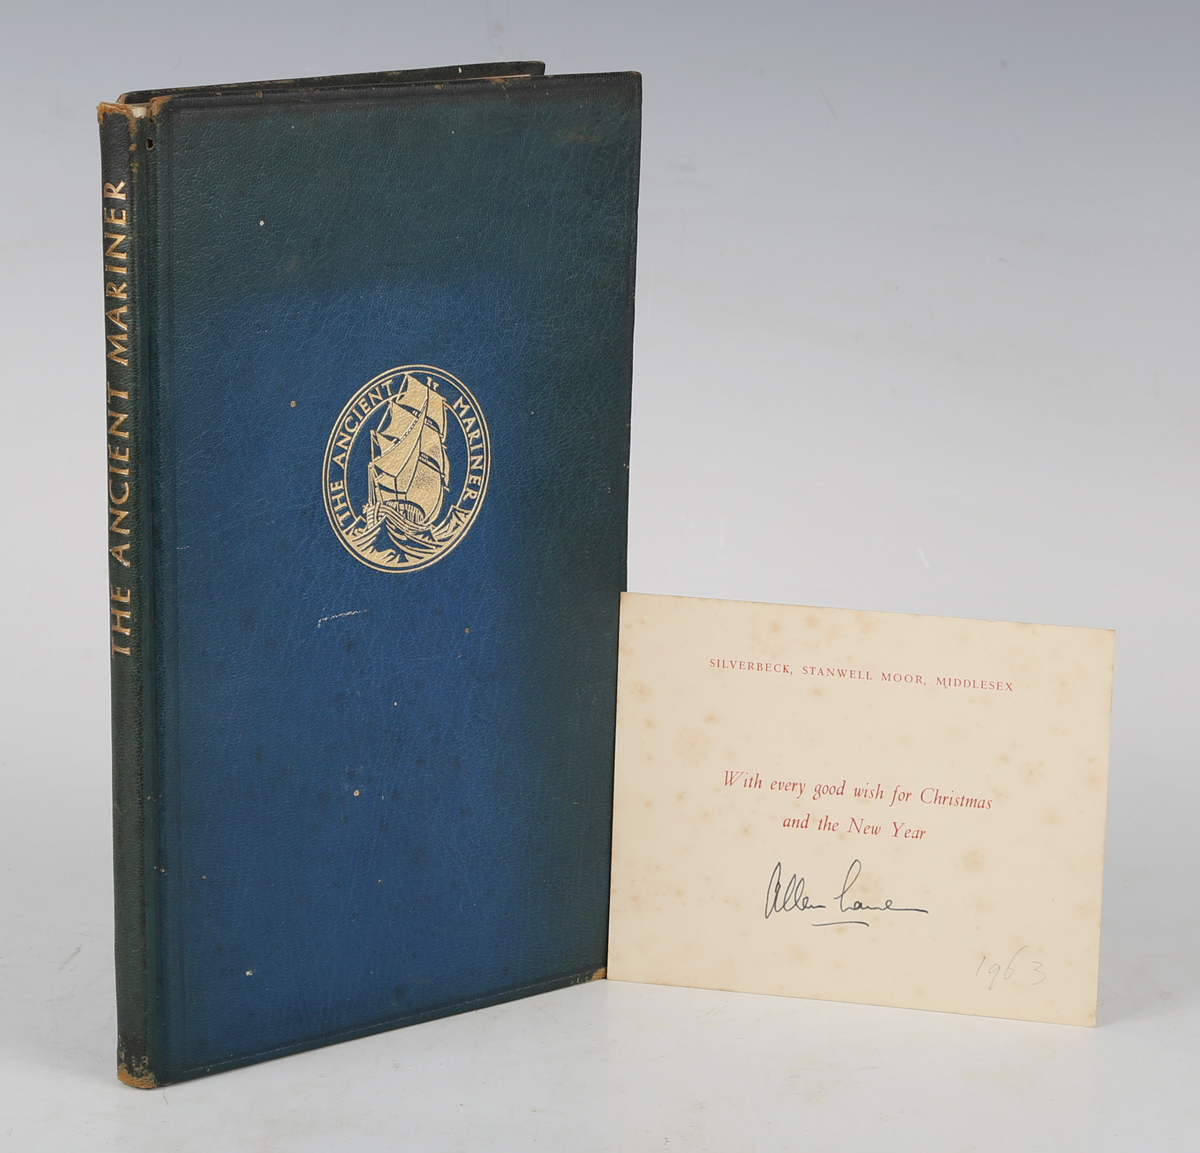 THE ANCIENT MARINER
THE ANCIENT MARINER
SILVERBECK, STANWELL MOOR, MIDDLESEX
With every good wish for Christmas
and the New Year
Allen Lane
1963